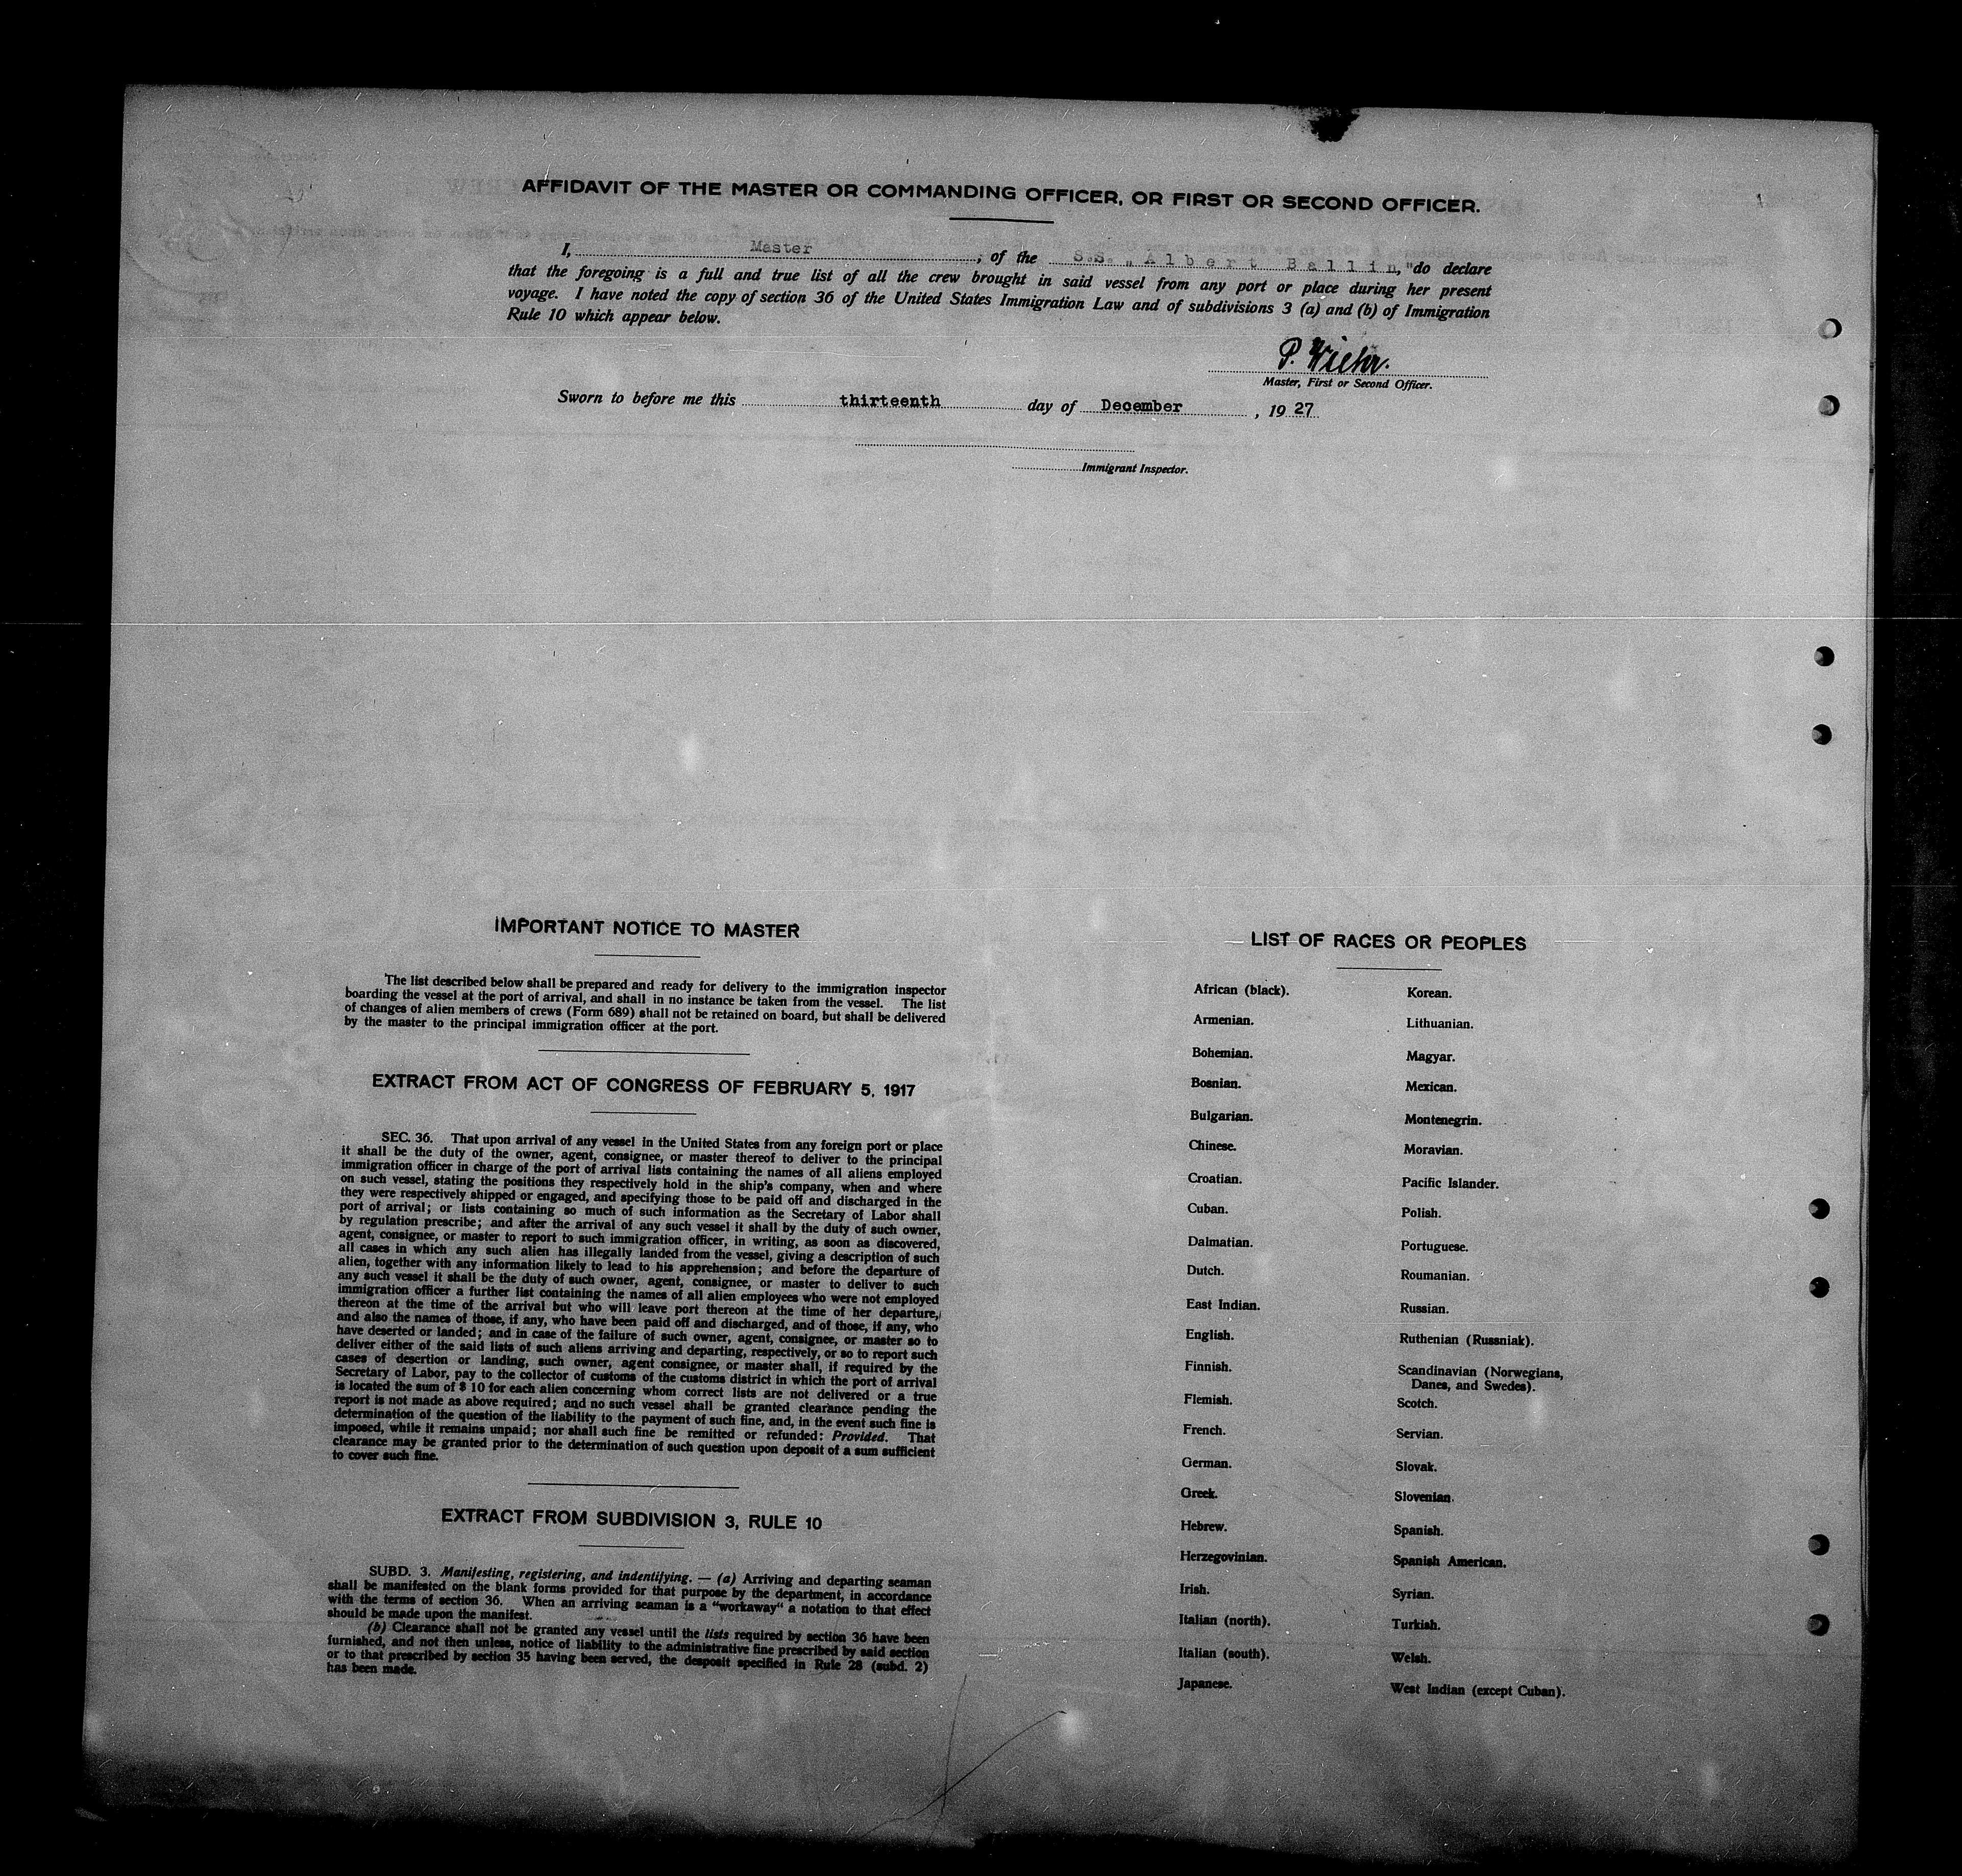 AFFIDAVIT OF THE MASTER OR COMMANDING OFFICER, OR FIRST OR SECOND OFFICER.
I, Master, of the S.S. „Albert Ballin," do declare
that the foregoing is a full and true list of all the crew brought in said vessel from any port or place during her present
voyage. I have noted the copy of section 36 of the United States Immigration Law and of subdivisions 3 (a) and (b) of Immigration
Rule 10 which appear below.
P. Wiehr.
Master, First or Second Officer.
Sworn to before me this thirteenth day of December, 19 27
Immigrant Inspector.
IMPORTANT NOTICE TO MASTER
The list described below shall be prepared and ready for delivery to the immigration inspector
boarding the vessel at the port of arrival, and shall in no instance be taken from the vessel. The list
of changes of alien members of crews (Form 689) shall not be retained on board, but shall be delivered
by the master to the principal immigration officer at the port.
EXTRACT FROM ACT OF CONGRESS OF FEBRUARY 5, 1917
SEC. 36. That upon arrival of any vessel in the United States from any foreign port or place
it shall be the duty of the owner, agent, consignee, or master thereof to deliver to the principal
immigration officer in charge of the port of arrival lists containing the names of all aliens employed
on such vessel, stating the positions they respectively hold in the ship's company, when and where
they were respectively shipped or engaged, and specifying those to be paid off and discharged in the
port of arrival; or lists containing so much of such information as the Secretary of Labor shall
by regulation prescribe; and after the arrival of any such vessel it shall by the duty of such owner,
agent, consignee, or master to report to such immigration officer, in writing, as soon as discovered,
all cases in which any such alien has illegally landed from the vessel, giving a description of such
alien, together with any information likely to lead to his apprehension; and before the departure of
any such vessel it shall be the duty of such owner, agent, consignee, or master to deliver to such
immigration officer a further list containing the names of all alien employees who were not employed
thereon at the time of the arrival but who will leave port thereon at the time of her departure,
and also the names of those, if any, who have been paid off and discharged, and of those, if any, who
have deserted or landed; and in case of the failure of such owner, agent, consignee, or master so to
deliver either of the said lists of such aliens arriving and departing, respectively, or so to report such
cases of desertion or landing, such owner, agent consignee, or master shall, if required by the
Secretary of Labor, pay to the collector of customs of the customs district in which the port of arrival
is located the sum of $ 10 for each alien concerning whom correct lists are not delivered or a true
report is not made as above required; and no such vessel shall be granted clearance pending the
determination of the question of the liability to the payment of such fine, and, in the event such fine is
imposed, while it remains unpaid; nor shall such fine be remitted or refunded: Provided. That
clearance may be granted prior to the determination of such question upon deposit of a sum sufficient
to cover such fine.
EXTRACT FROM SUBDIVISION 3, RULE 10
SUBD. 3. Manifesting, registering, and indentifying. — (a) Arriving and departing seaman
shall be manifested on the blank forms provided for that purpose by the department, in accordance
with the terms of section 36. When an arriving seaman is a "workaway" a notation to that effect
should be made upon the manifest.
(b) Clearance shall not be granted any vessel until the lists required by section 36 have been
furnished, and not then unless, notice of liability to the administrative fine prescribed by said section
or to that prescribed by section 35 having been served, the desposit specified in Rule 28 (subd. 2)
has been made.
LIST OF RACES OR PEOPLES
African (black).
Armenian.
Bohemian.
Bosnian.
Bulgarian.
Chinese.
Croatian.
Cuban.
Dalmatian.
Dutch.
East Indian.
English.
Finnish.
Flemish.
French.
German.
Greek.
Hebrew.
Herzegovinian.
Irish.
Italian (north).
Italian (south).
Japanese.
Korean.
Lithuanian.
Magyar.
Mexican.
Montenegrin.
Moravian.
Pacific Islander.
Polish.
Portuguese.
Roumanian.
Russian.
Ruthenian (Russniak).
Scandinavian (Norwegians,
Danes, and Swedes).
Scotch.
Servian.
Slovak.
Slovenian.
Spanish.
Spanish American.
Syrian.
Turkish.
Welsh.
West Indian (except Cuban).